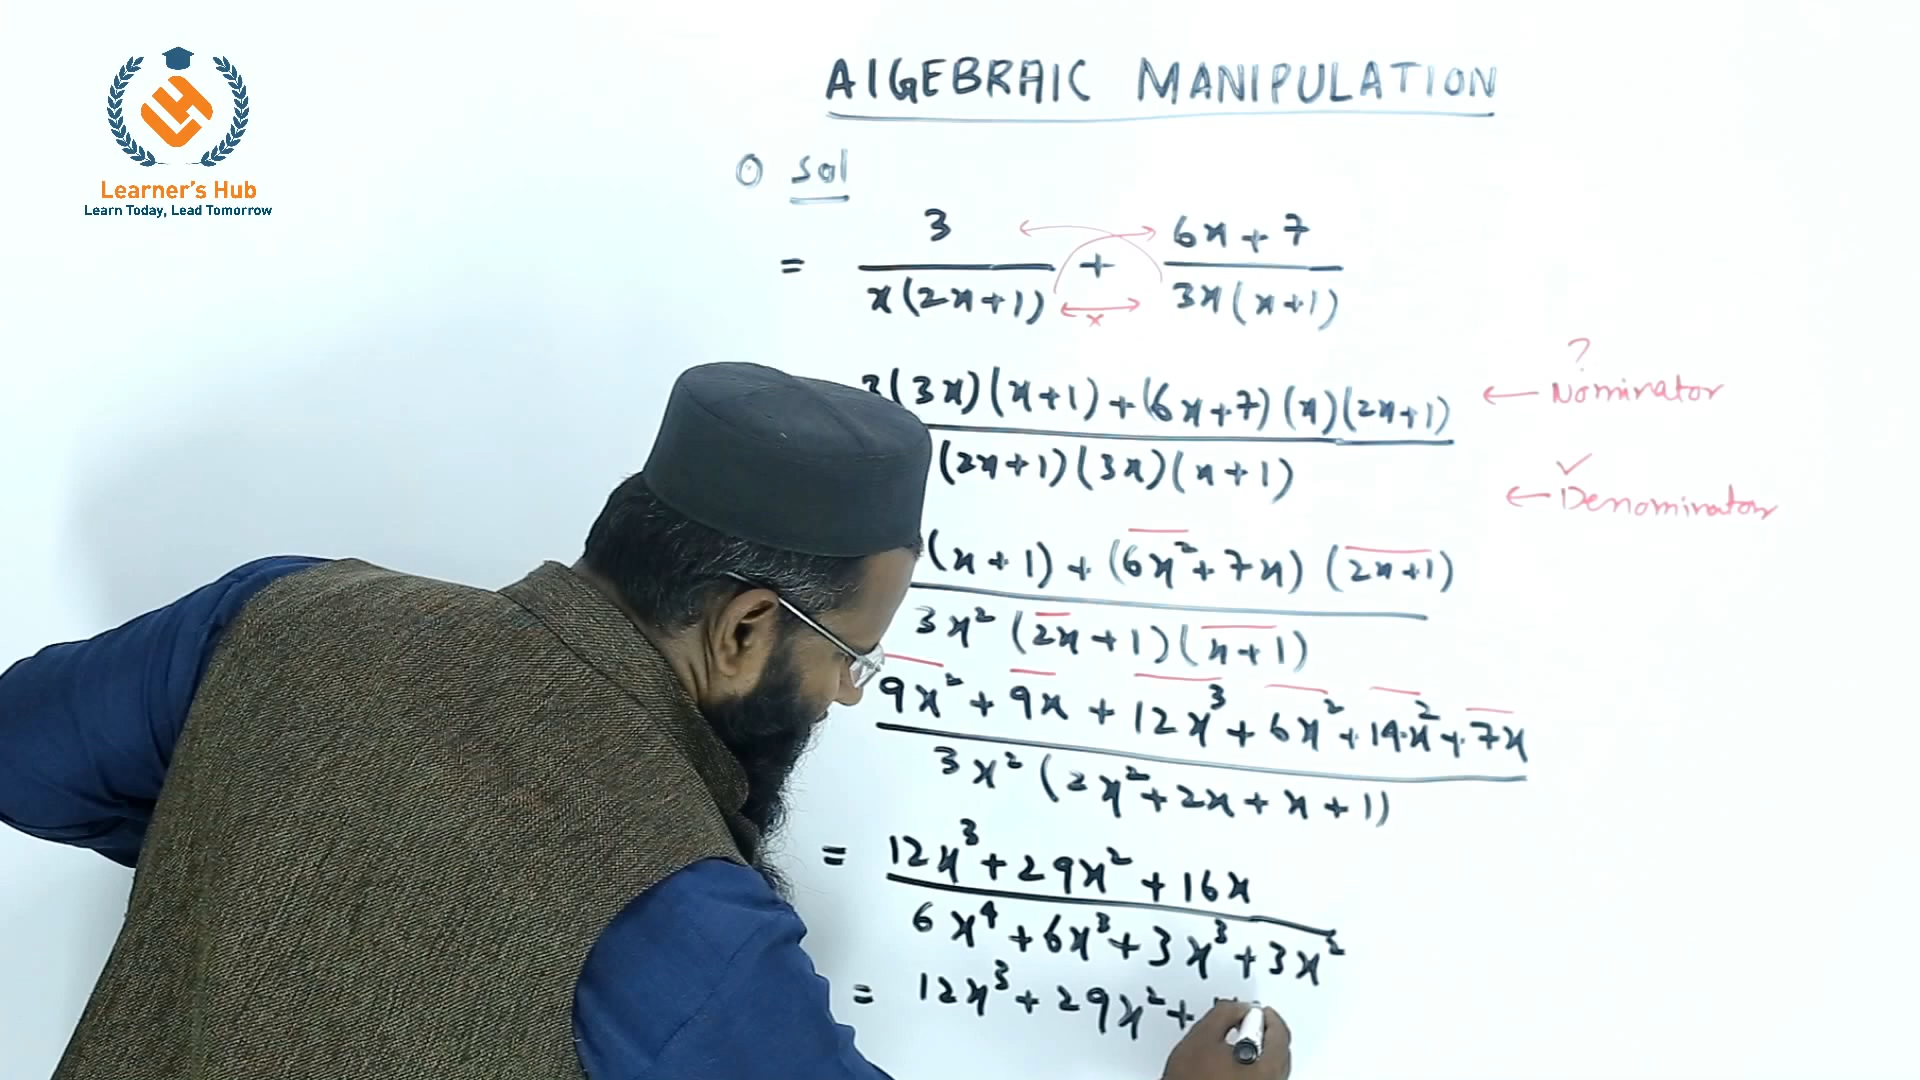 Learner's Hub
Learn Today, Lead Tomorrow
AlGEBRAIC MANIPULATION
0 sol
= 3 / x(2x+1) + (6x+7) / 3x(x+1)
x
3(3x)(x+1)+(6x+7)(x)(2x+1)
? ← Nominator
(2x+1)(3x)(x+1)
✓ ← Denominator
(x+1)+(6x²+7x)(2x+1)
3x²(2x+1)(x+1)
9x²+9x+12x³+6x²+14x²+7x
3x²(2x²+2x+x+1)
= 12x³+29x²+16x
6x⁴+6x³+3x³+3x²
= 12x³+29x²+